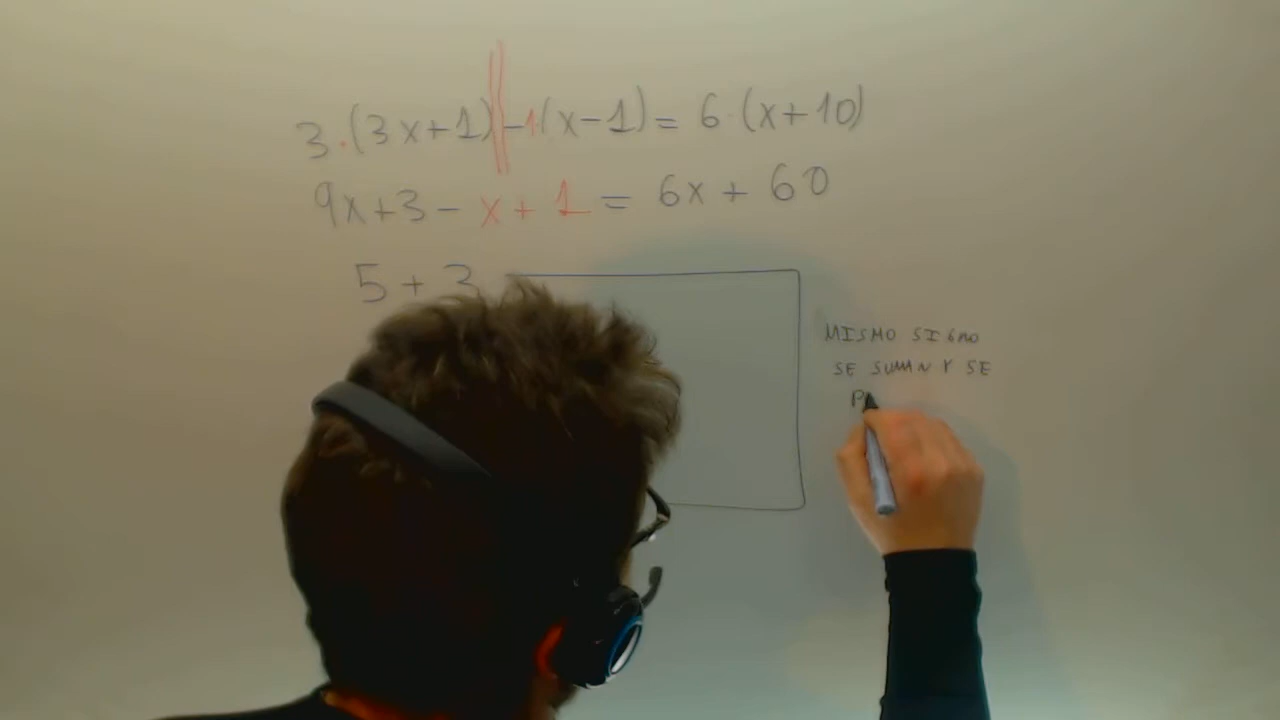 3·(3x+1)-1(x-1)= 6·(x+10)
9x+3-x+1 = 6x+60
5+3
MISMO SIGNO
SE SUMAN Y SE
P